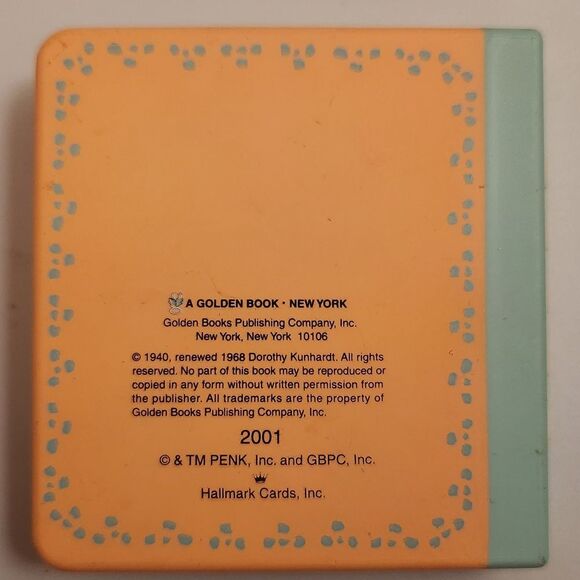 A GOLDEN BOOK • NEW YORK
Golden Books Publishing Company, Inc.
New York, New York 10106
© 1940, renewed 1968 Dorothy Kunhardt. All rights
reserved. No part of this book may be reproduced or
copied in any form without written permission from
the publisher. All trademarks are the property of
Golden Books Publishing Company, Inc.
2001
© & TM PENK, Inc. and GBPC, Inc.
Hallmark Cards, Inc.